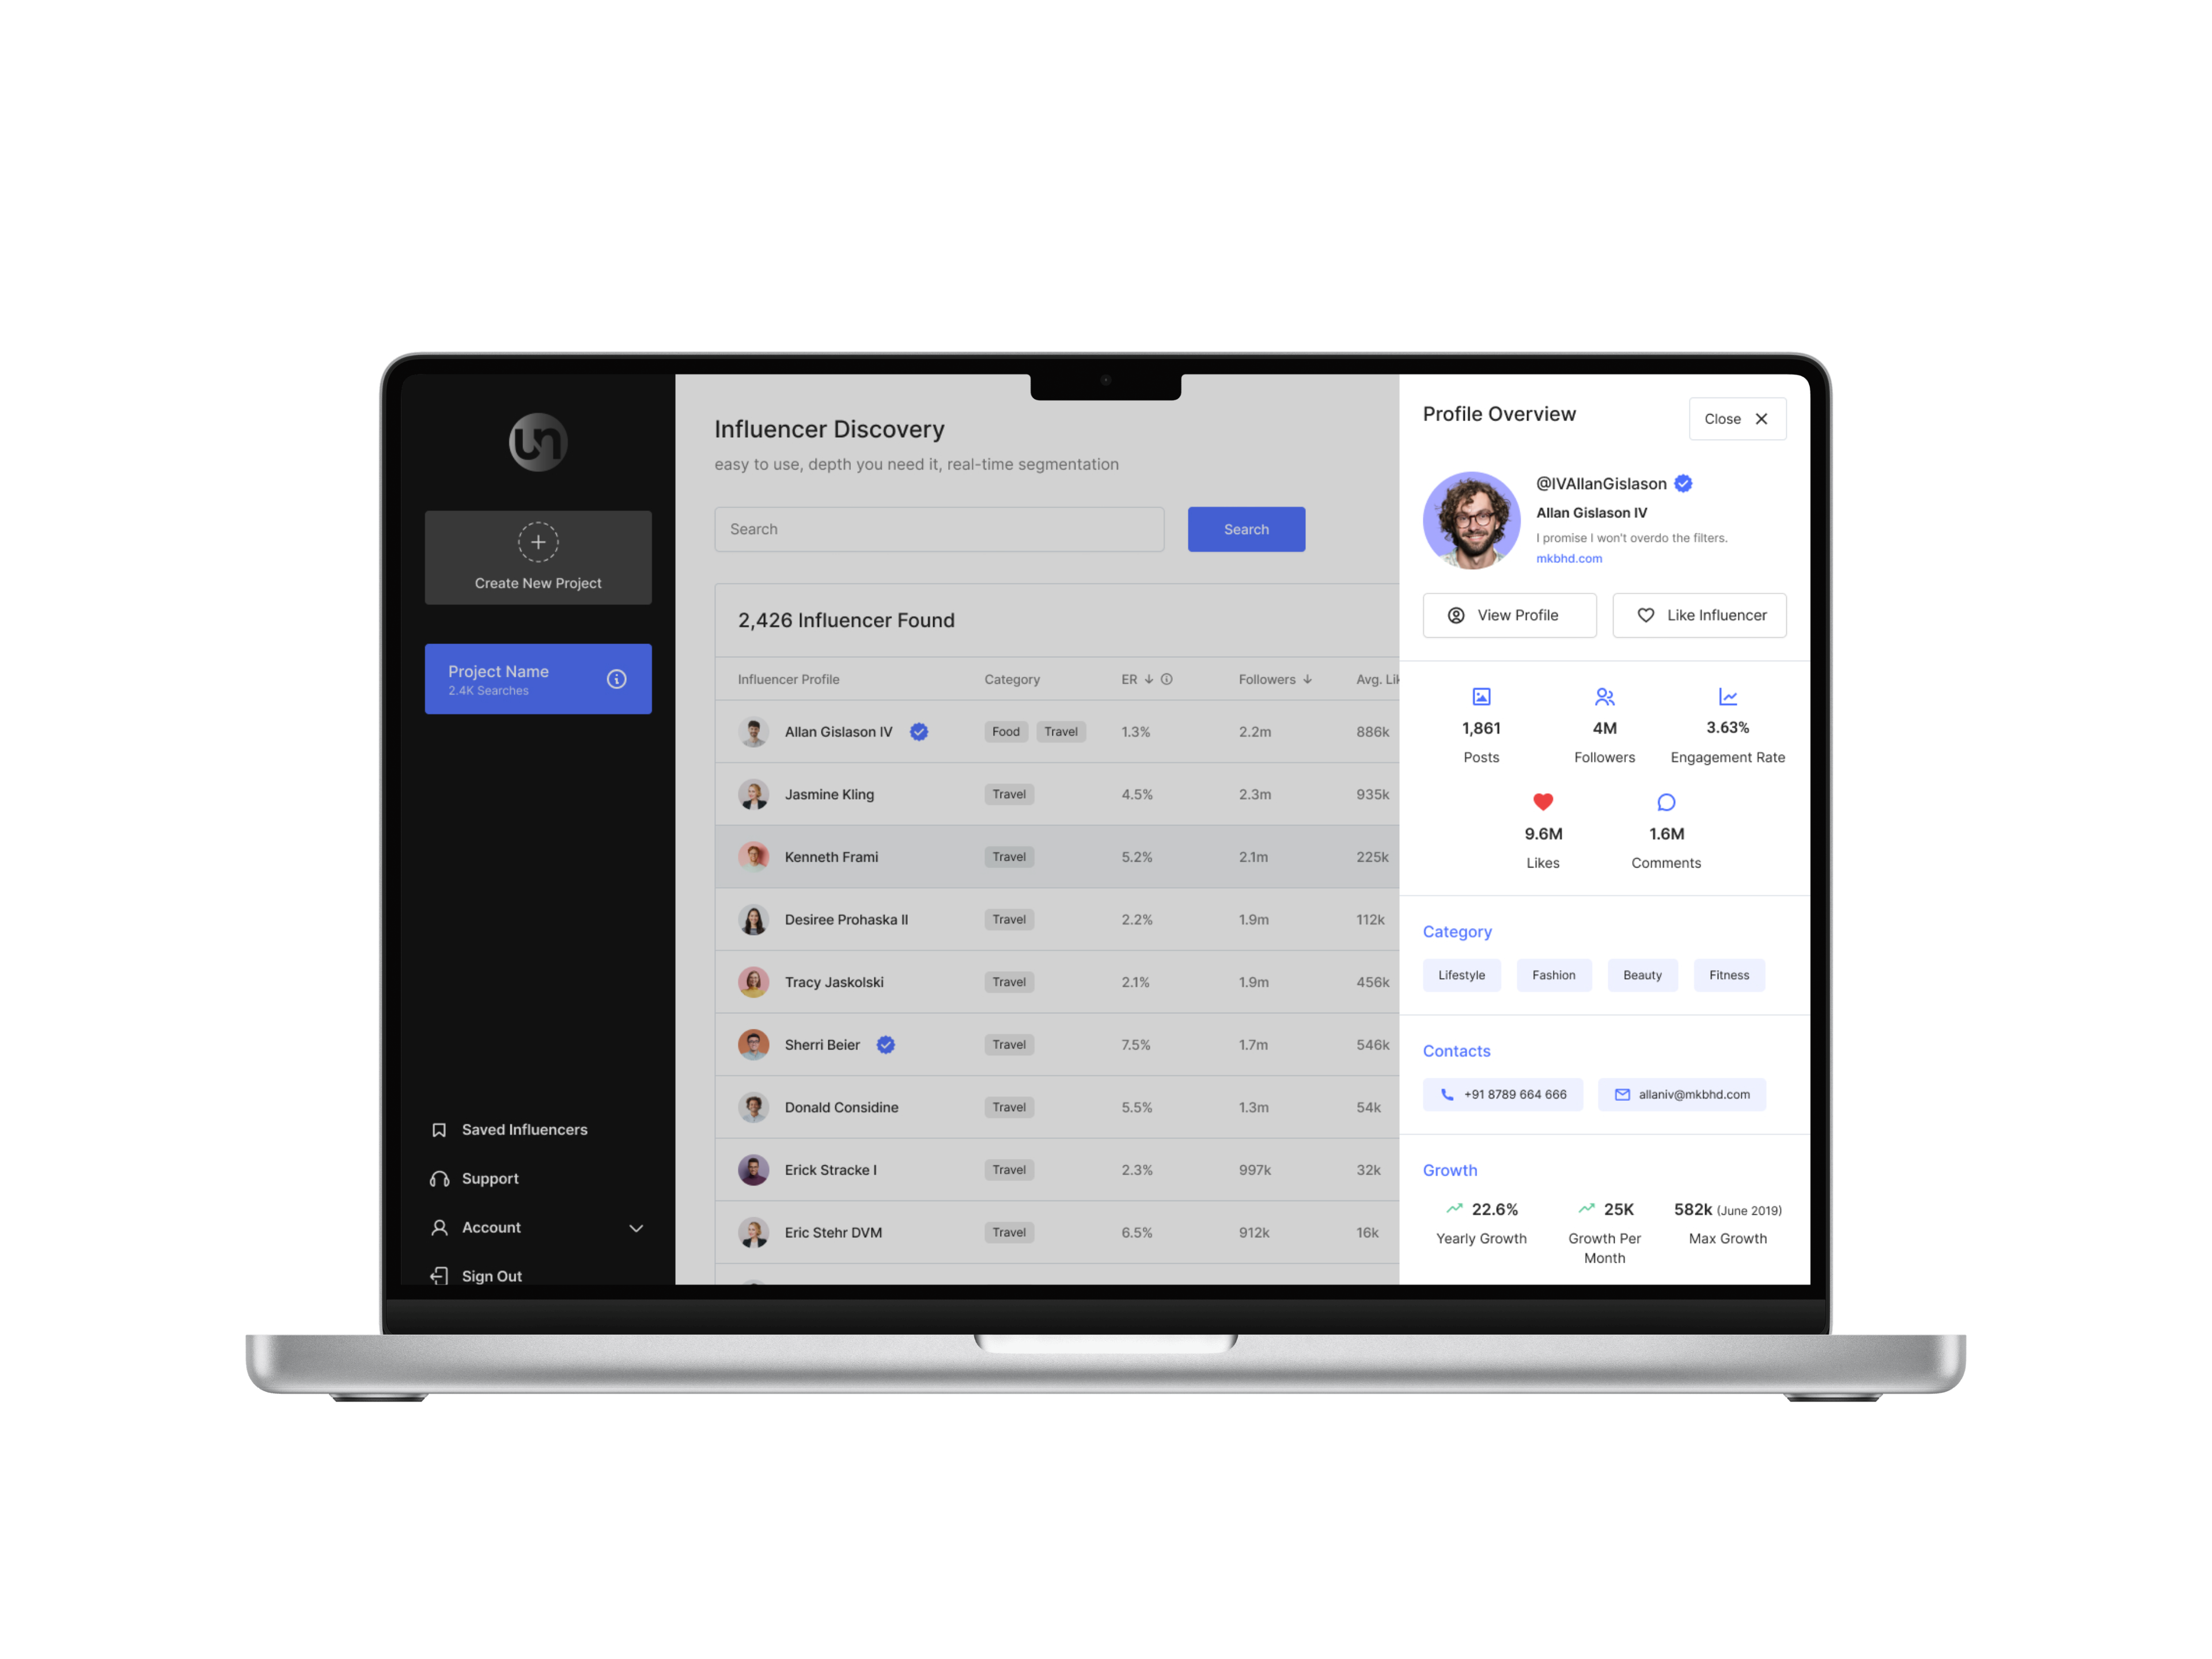 un
Create New Project
Project Name
2.4K Searches
Saved Influencers
Support
Account
Sign Out
Influencer Discovery
easy to use, depth you need it, real-time segmentation
Search
Search
2,426 Influencer Found
Influencer Profile Category ER Followers Avg. Lik
Allan Gislason IV Food Travel 1.3% 2.2m 886k
Jasmine Kling Travel 4.5% 2.3m 935k
Kenneth Frami Travel 5.2% 2.1m 225k
Desiree Prohaska II Travel 2.2% 1.9m 112k
Tracy Jaskolski Travel 2.1% 1.9m 456k
Sherri Beier Travel 7.5% 1.7m 546k
Donald Considine Travel 5.5% 1.3m 54k
Erick Stracke I Travel 2.3% 997k 32k
Eric Stehr DVM Travel 6.5% 912k 16k
Profile Overview
Close
@IVAllanGislason
Allan Gislason IV
I promise I won't overdo the filters.
mkbhd.com
View Profile Like Influencer
1,861 4M 3.63%
Posts Followers Engagement Rate
9.6M 1.6M
Likes Comments
Category
Lifestyle Fashion Beauty Fitness
Contacts
+91 8789 664 666 allaniv@mkbhd.com
Growth
22.6% 25K 582k (June 2019)
Yearly Growth Growth Per Max Growth
Month